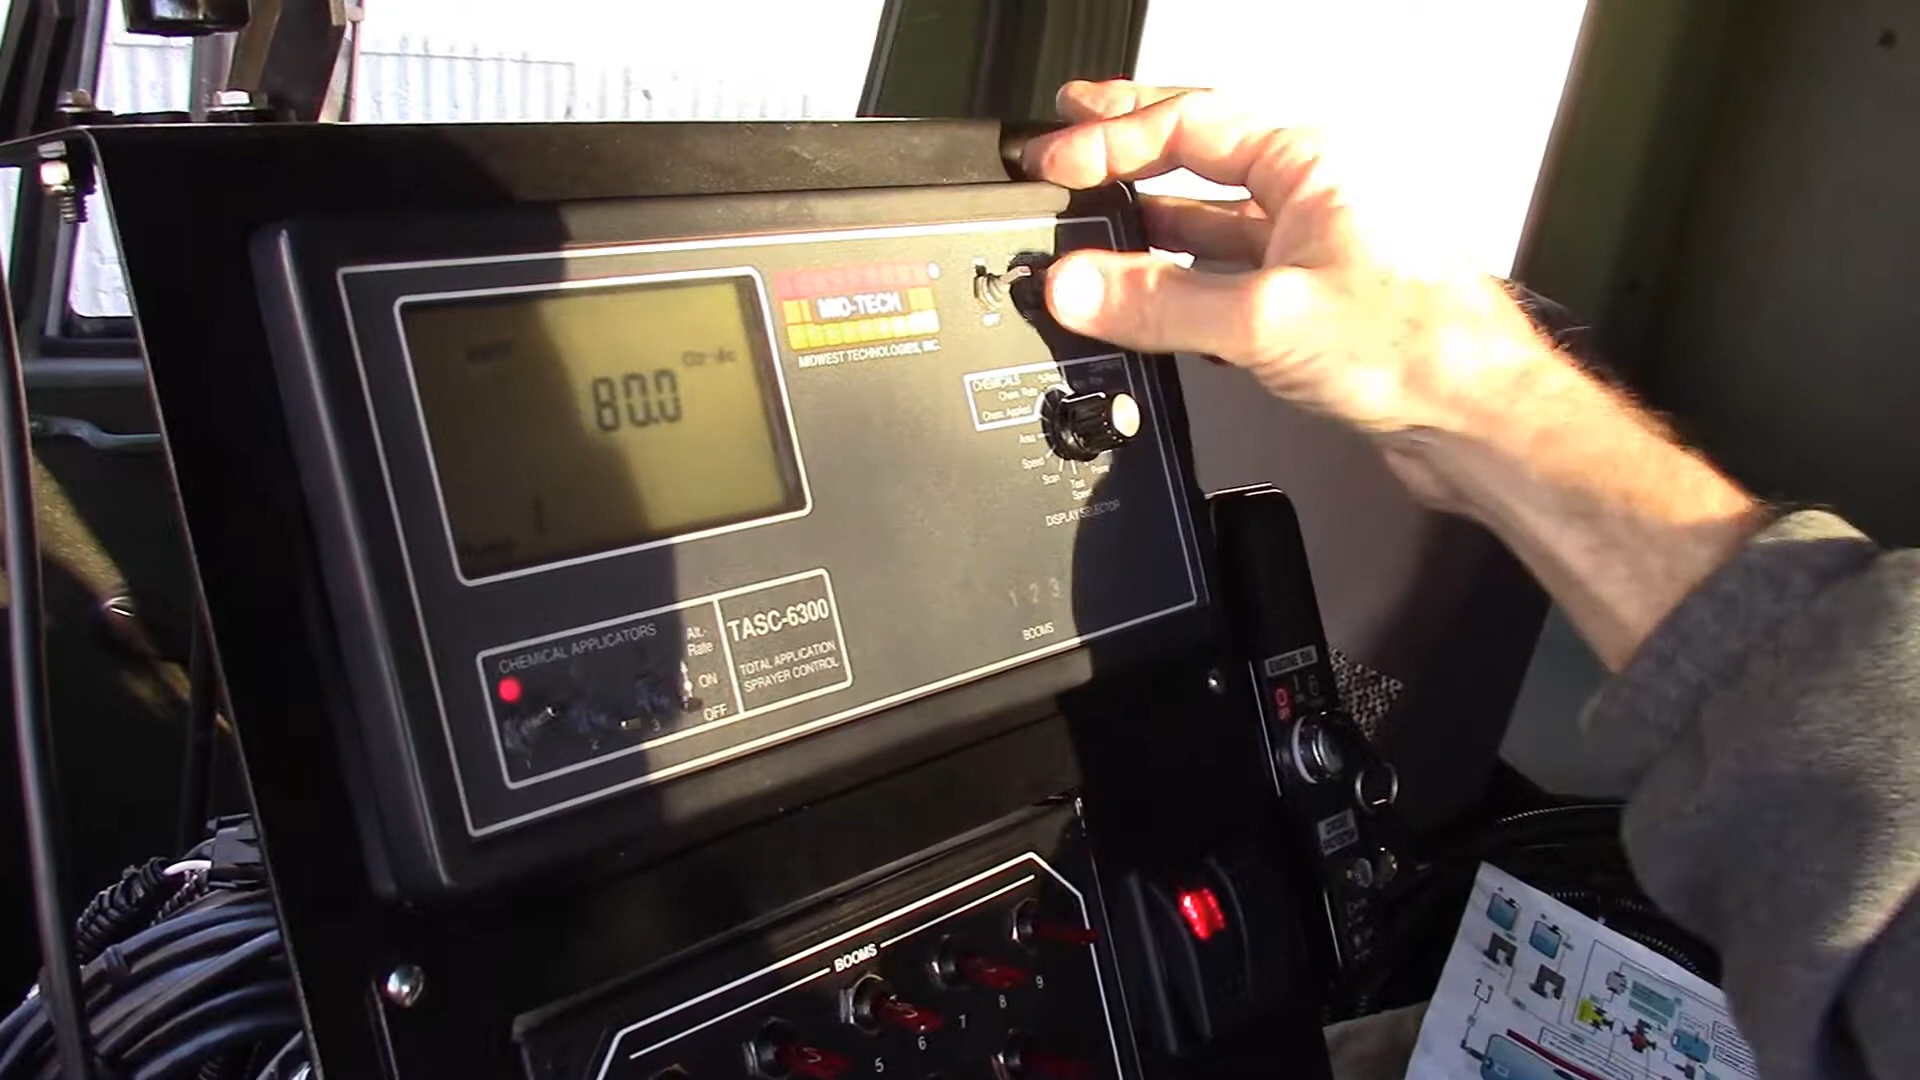 80.0
Oz-Ac
MID-TECH
MIDWEST TECHNOLOGIES, INC.
OFF
CHEMICALS
Chem. Rate
Chem. Applied
Area
Speed
Scan
Test
Speed
DISPLAY SELECTOR
1 2 3
BOOMS
CHEMICAL APPLICATORS
Alt.-
Rate
ON
OFF
2
3
TASC-6300
TOTAL APPLICATION
SPRAYER CONTROL
BOOMS
5
6
7
8
9